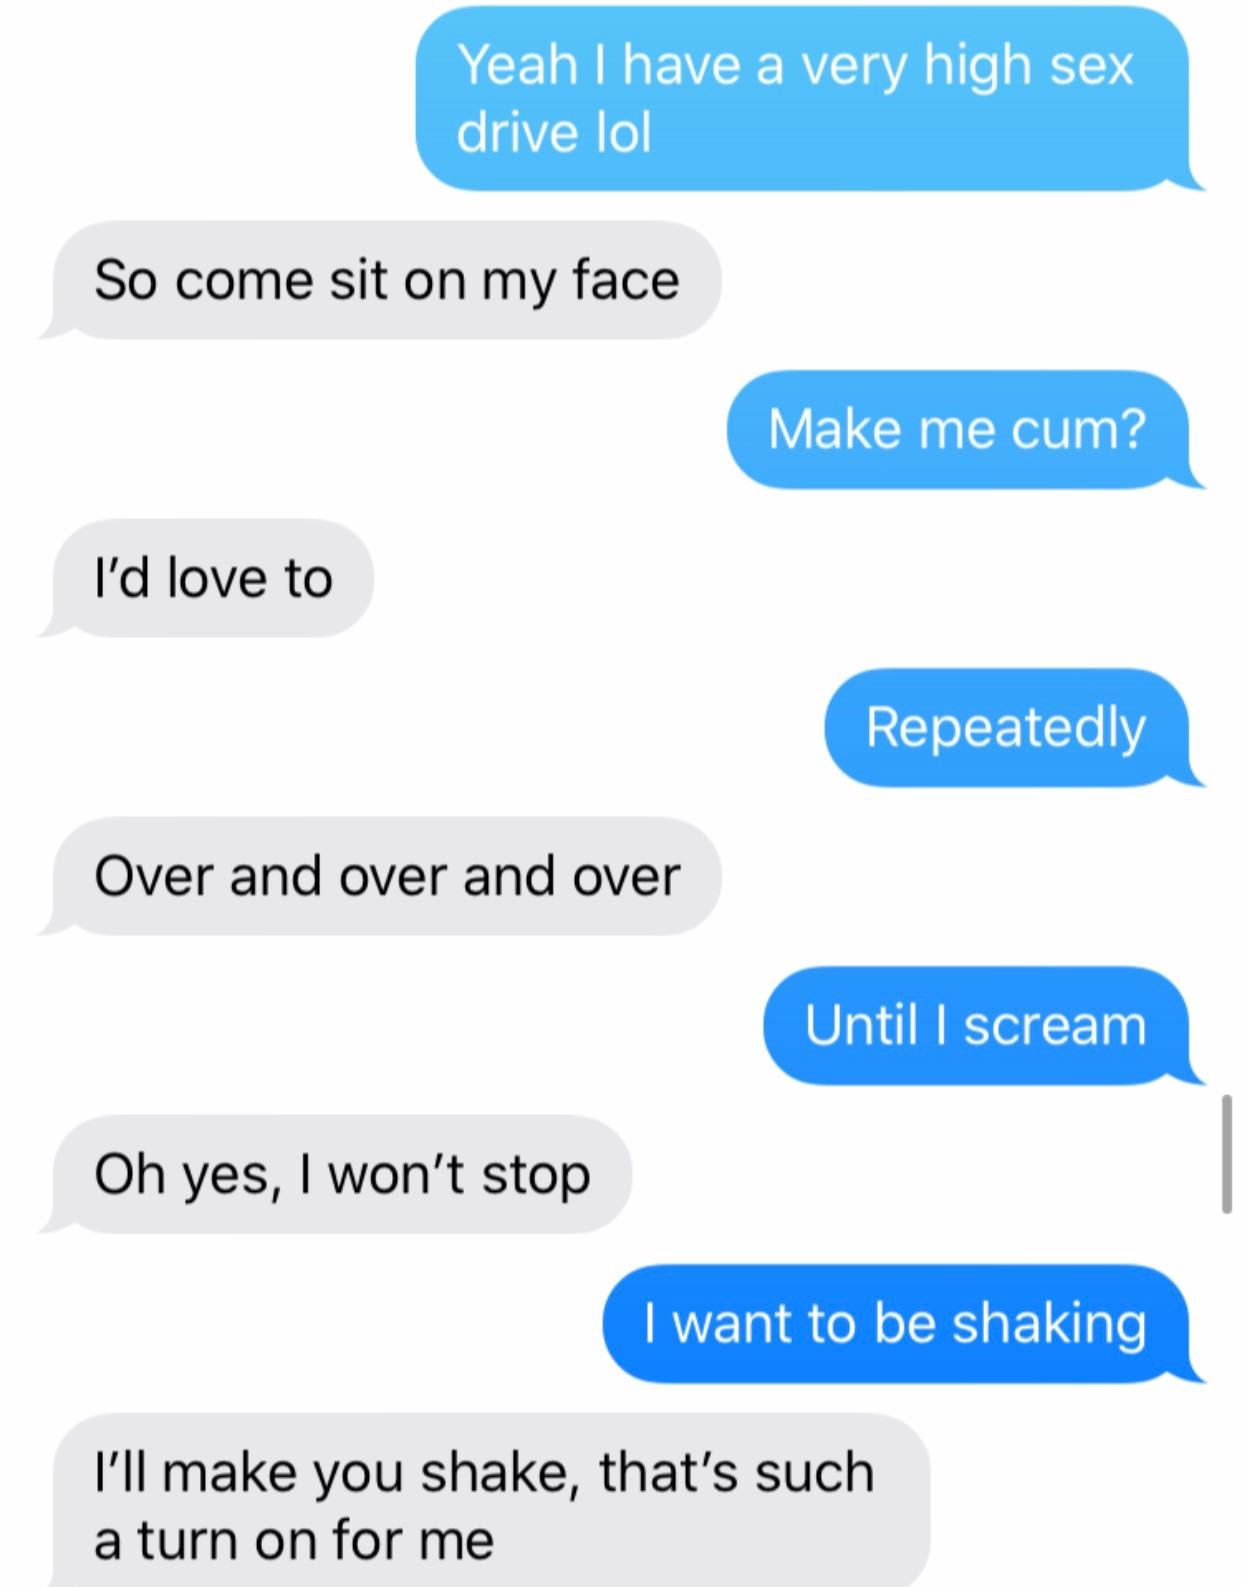 Yeah I have a very high sex
drive lol
So come sit on my face
Make me cum?
I’d love to
Repeatedly
Over and over and over
Until I scream
Oh yes, I won’t stop
I want to be shaking
I’ll make you shake, that’s such
a turn on for me